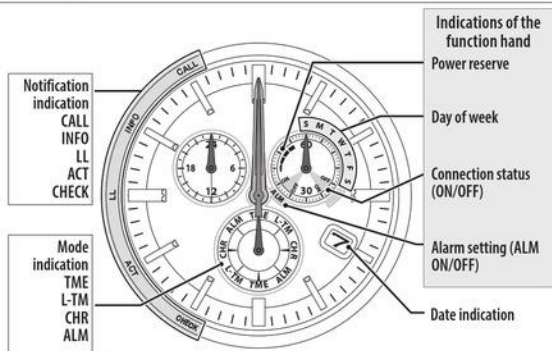 Indications of the
function hand
Power reserve
Day of week
Connection status
(ON/OFF)
Alarm setting (ALM
ON/OFF)
Date indication
Notification
indication
CALL
INFO
LL
ACT
CHECK
Mode
indication
TME
L-TM
CHR
ALM
CALL
INFO
LL
ACT
CHECK
24
18
6
12
S M T W T F S
60
30
ALM
TME L-TM CHR ALM TME L-TM CHR ALM
7